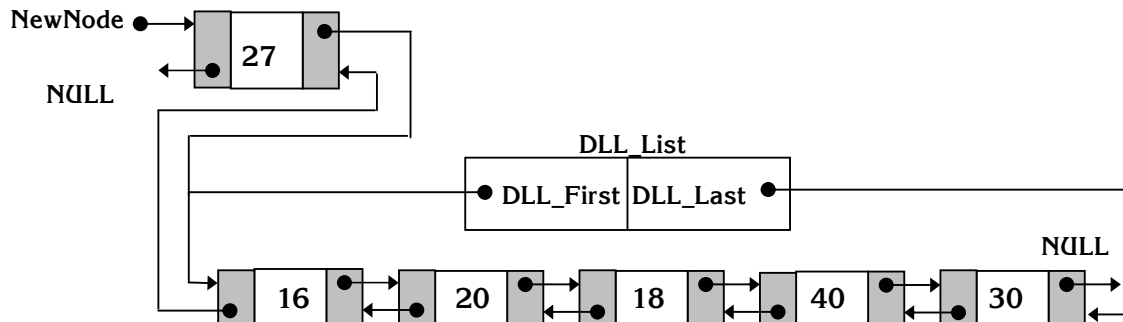 NewNode
27
NULL
DLL_List
DLL_First DLL_Last
NULL
16 20 18 40 30